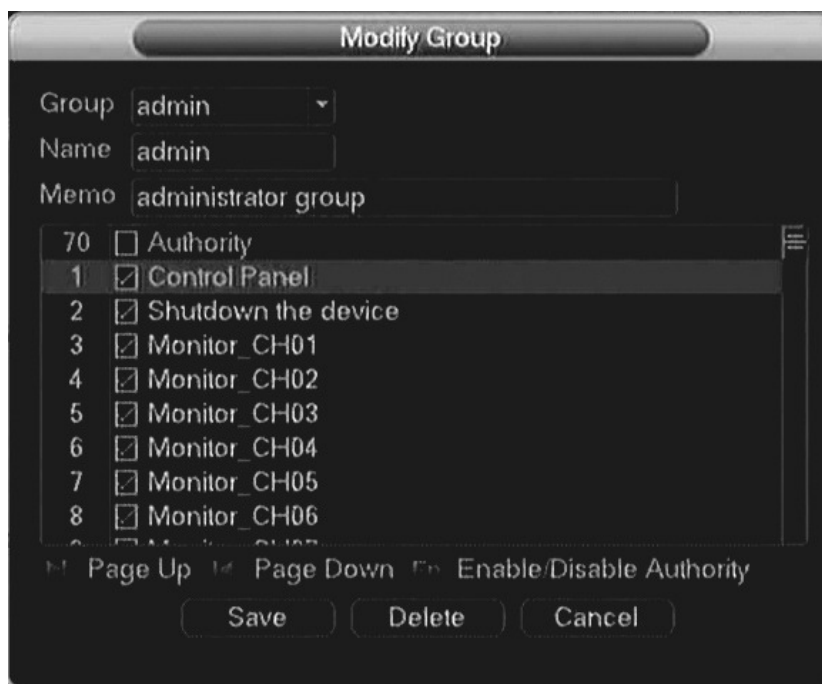 Modify Group
Group admin
Name admin
Memo administrator group
70 Authority
1 Control Panel
2 Shutdown the device
3 Monitor_CH01
4 Monitor_CH02
5 Monitor_CH03
6 Monitor_CH04
7 Monitor_CH05
8 Monitor_CH06
Page Up Page Down Fn Enable/Disable Authority
Save Delete Cancel